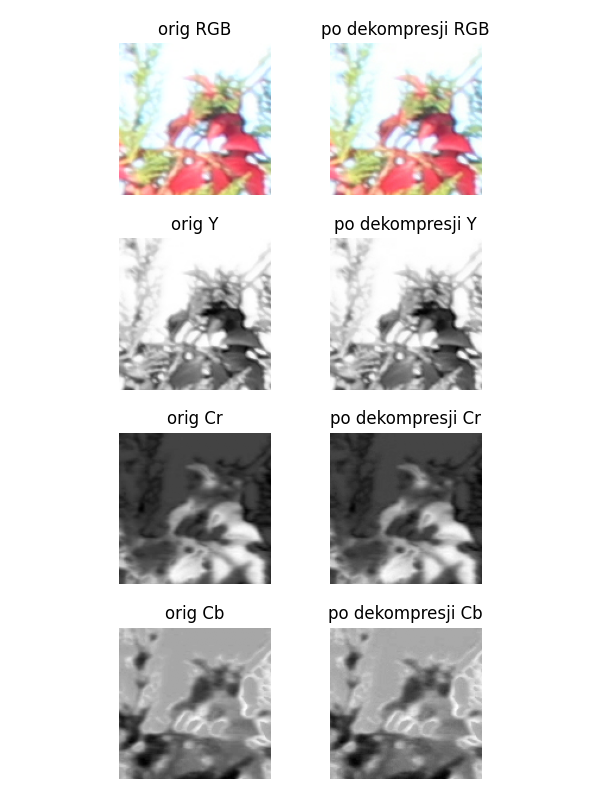 orig RGB
po dekompresji RGB
orig Y
po dekompresji Y
orig Cr
po dekompresji Cr
orig Cb
po dekompresji Cb